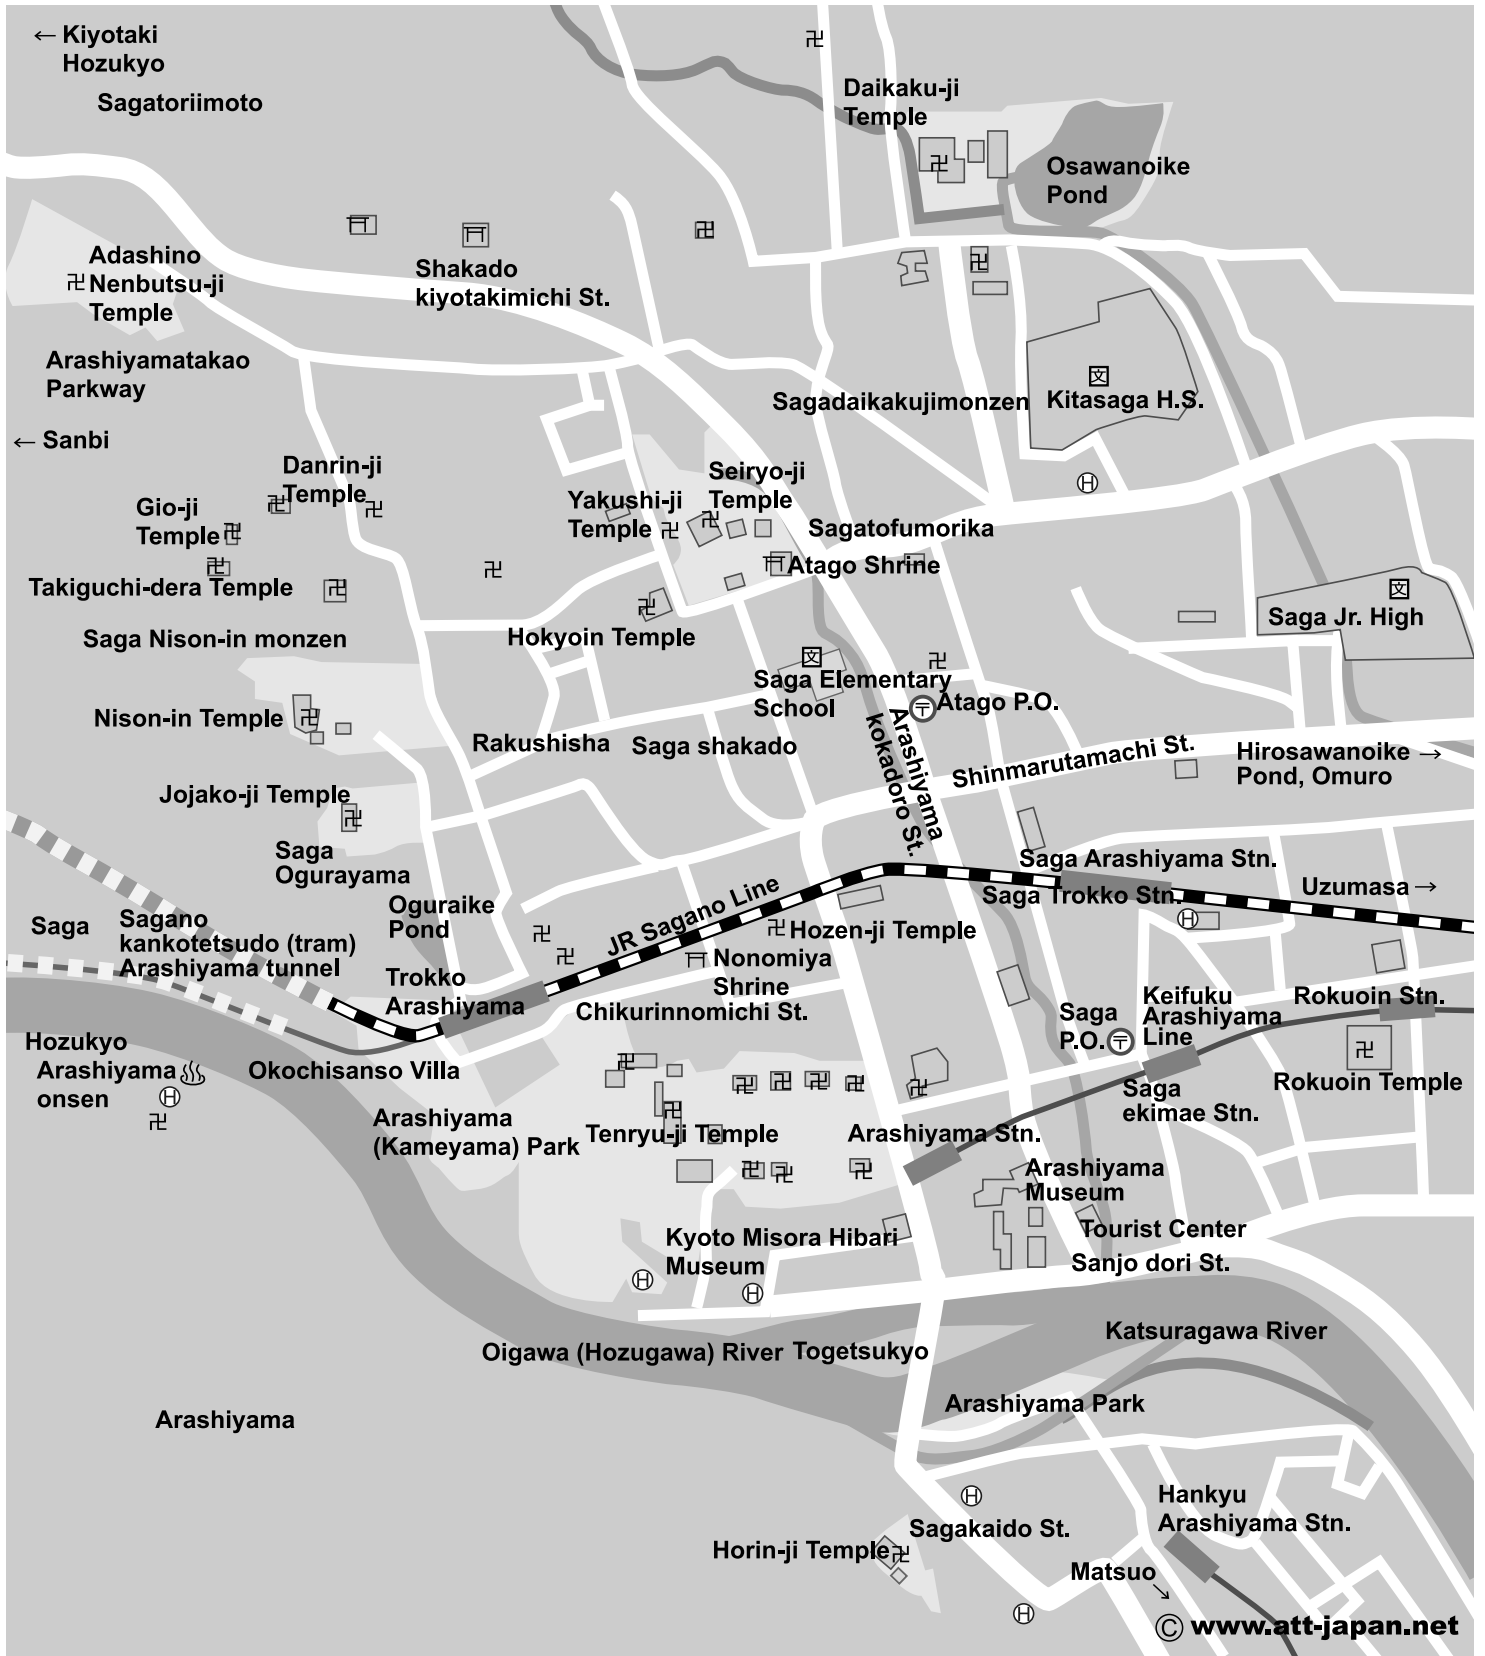 ← Kiyotaki
Hozukyo
Sagatoriimoto
Daikaku-ji
Temple
Osawanoike
Pond
Adashino
Nenbutsu-ji
Temple
Shakado
kiyotakimichi St.
Arashiyamatakao
Parkway
Sagadaikakujimonzen
文
Kitasaga H.S.
← Sanbi
Danrin-ji
Temple
Gio-ji
Temple
Yakushi-ji
Temple
Seiryo-ji
Temple
H
Sagatofumorika
Atago Shrine
Takiguchi-dera Temple
文
Saga Jr. High
Saga Nison-in monzen
Hokyoin Temple
文
Saga Elementary
School
〒
Atago P.O.
Nison-in Temple
Rakushisha
Saga shakado
Arashiyama
kokadoro St.
Shinmarutamachi St.
Hirosawanoike →
Pond, Omuro
Jojako-ji Temple
Saga
Ogurayama
Saga Arashiyama Stn.
Saga Trokko Stn.
Uzumasa →
H
Oguraike
Pond
JR Sagano Line
Hozen-ji Temple
Saga
Sagano
kankotetsudo (tram)
Arashiyama tunnel
Nonomiya
Shrine
Trokko
Arashiyama
Chikurinnomichi St.
Saga
P.O.
〒
Keifuku
Arashiyama
Line
Rokuoin Stn.
Hozukyo
Arashiyama
onsen
H
Okochisanso Villa
Rokuoin Temple
Saga
ekimae Stn.
Arashiyama
(Kameyama) Park
Tenryu-ji Temple
Arashiyama Stn.
Arashiyama
Museum
Kyoto Misora Hibari
Museum
H
H
Tourist Center
Sanjo dori St.
Oigawa (Hozugawa) River
Togetsukyo
Katsuragawa River
Arashiyama
Arashiyama Park
H
Sagakaido St.
Hankyu
Arashiyama Stn.
Horin-ji Temple
Matsuo
↘
H
© www.att-japan.net